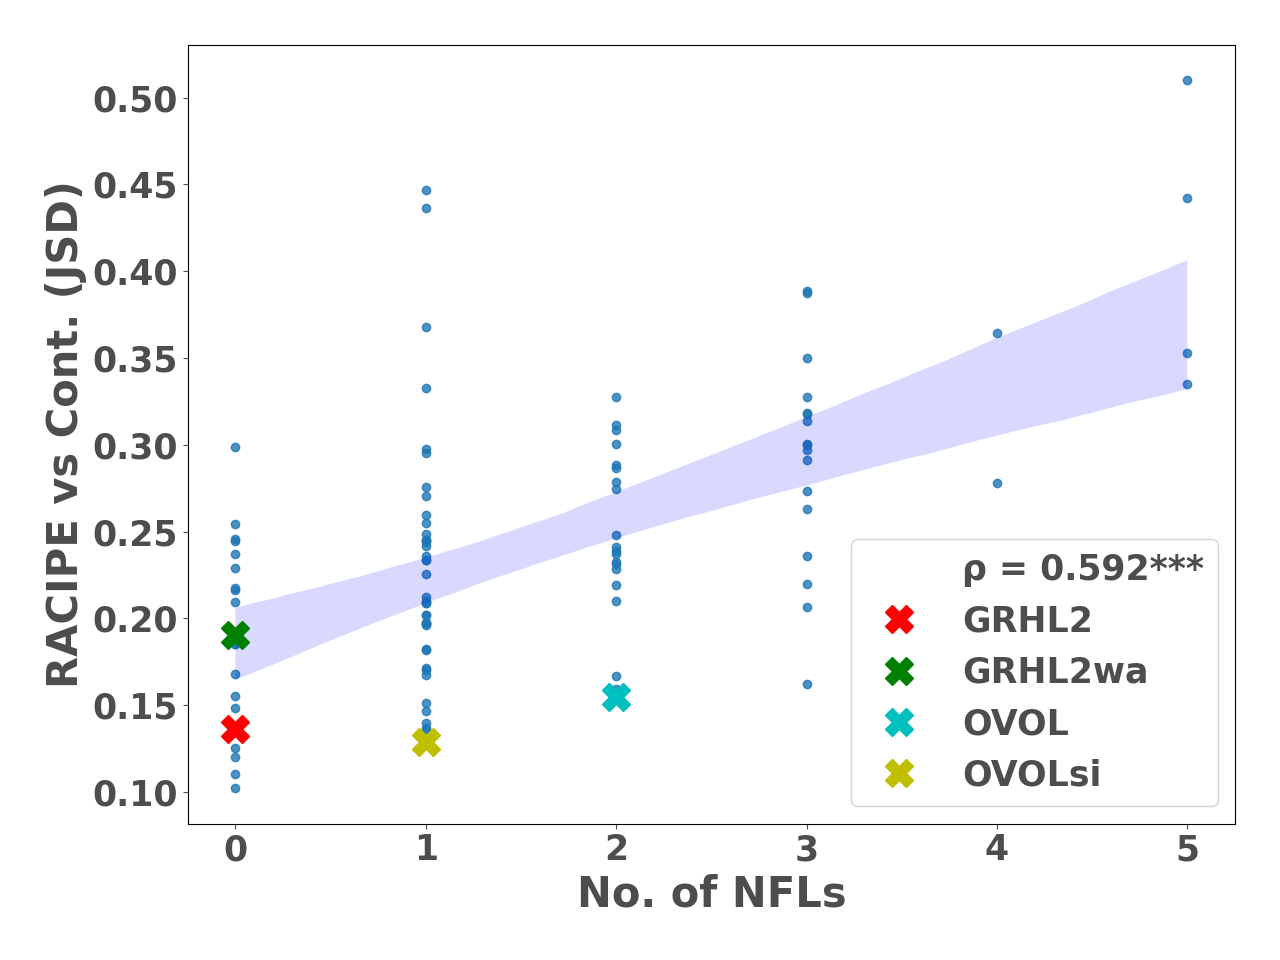 RACIPE vs Cont. (JSD)
0.50
0.45
0.40
0.35
0.30
0.25
0.20
0.15
0.10
ρ = 0.592***
GRHL2
GRHL2wa
OVOL
OVOLsi
0 1 2 3 4 5
No. of NFLs